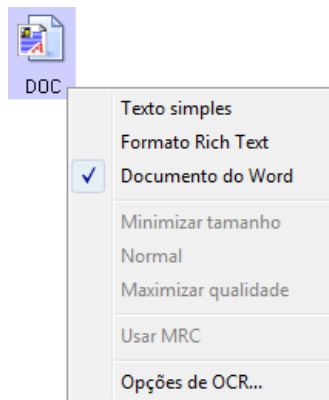 DOC
Texto simples
Formato Rich Text
Documento do Word
Minimizar tamanho
Normal
Maximizar qualidade
Usar MRC
Opções de OCR...